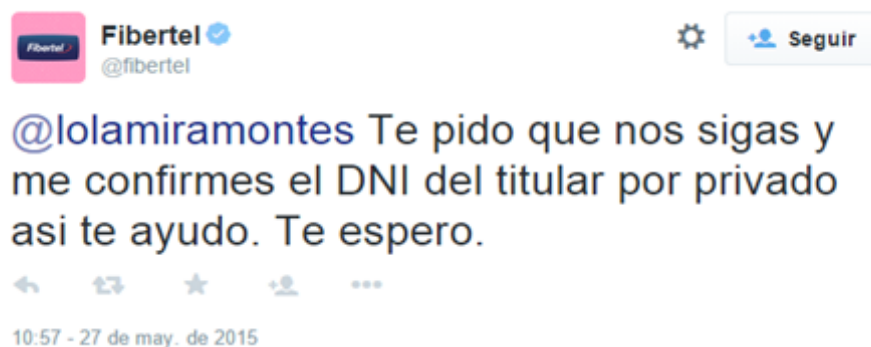 Fibertel
Fibertel
@fibertel
Seguir
@lolamiramontes Te pido que nos sigas y
me confirmes el DNI del titular por privado
asi te ayudo. Te espero.
10:57 - 27 de may. de 2015